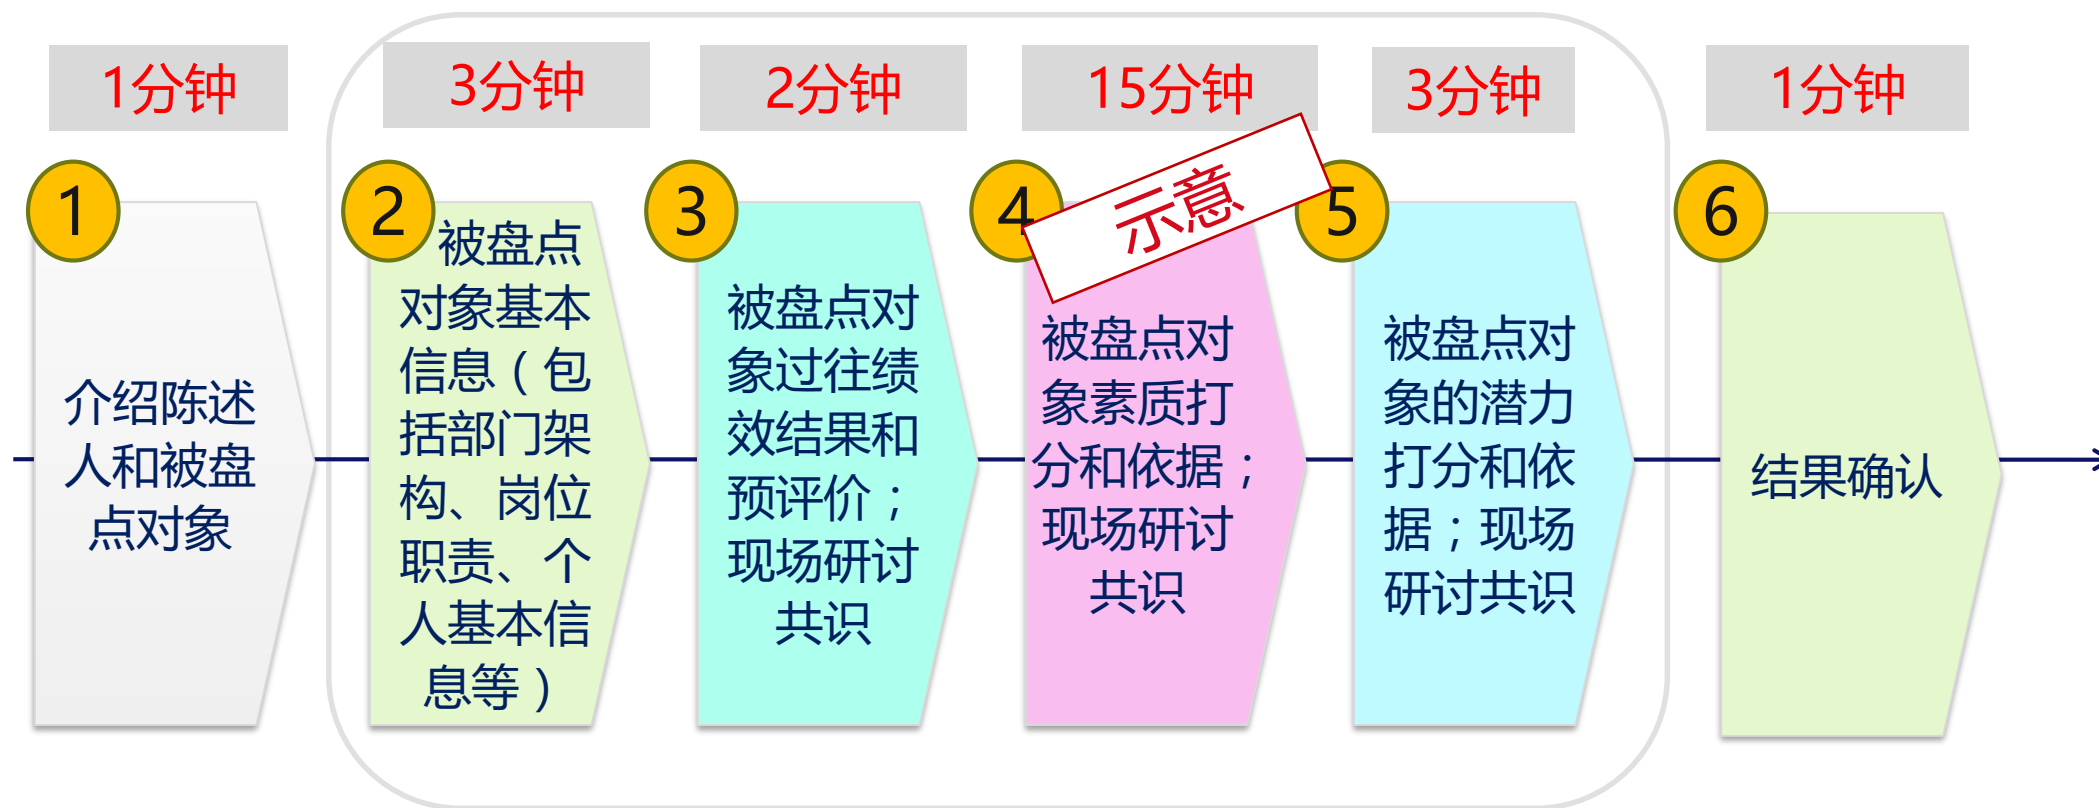 1分钟
3分钟
2分钟
15分钟
3分钟
1分钟
1
介绍陈述
人和被盘
点对象
2
被盘点
对象基本
信息（包
括部门架
构、岗位
职责、个
人基本信
息等）
3
被盘点对
象过往绩
效结果和
预评价；
现场研讨
共识
4
示意
被盘点对
象素质打
分和依据；
现场研讨
共识
5
被盘点对
象的潜力
打分和依
据；现场
研讨共识
6
结果确认